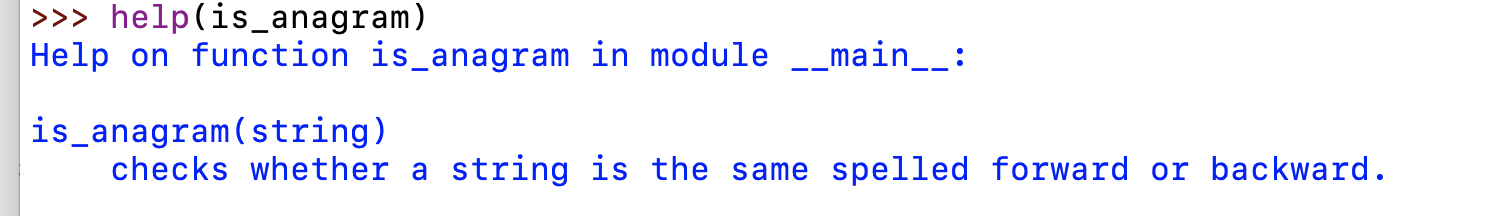 >>> help(is_anagram)
Help on function is_anagram in module __main__:
is_anagram(string)
checks whether a string is the same spelled forward or backward.